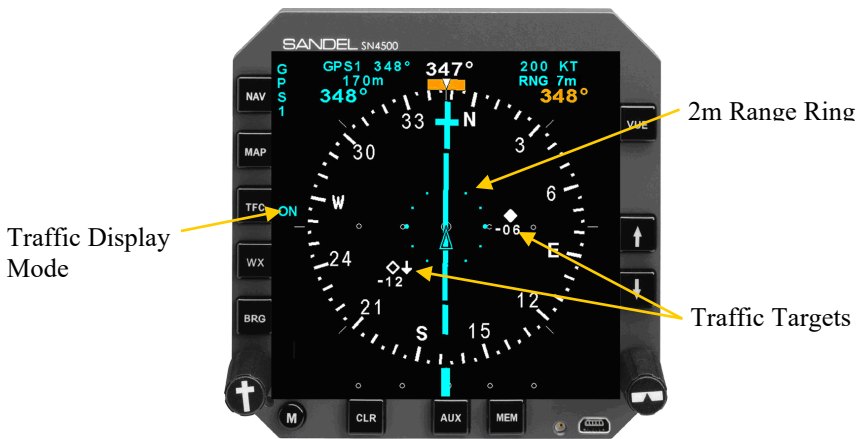 SANDEL SN4500
G
P
S
1
GPS1 348°
170m
348°
347°
200 KT
RNG 7m
348°
NAV
MAP
TFC
WX
BRG
VUE
ON
33
N
3
30
6
W
-06
E
24
-12
12
21
S
15
M
CLR
AUX
MEM
2m Range Ring
Traffic Display
Mode
Traffic Targets